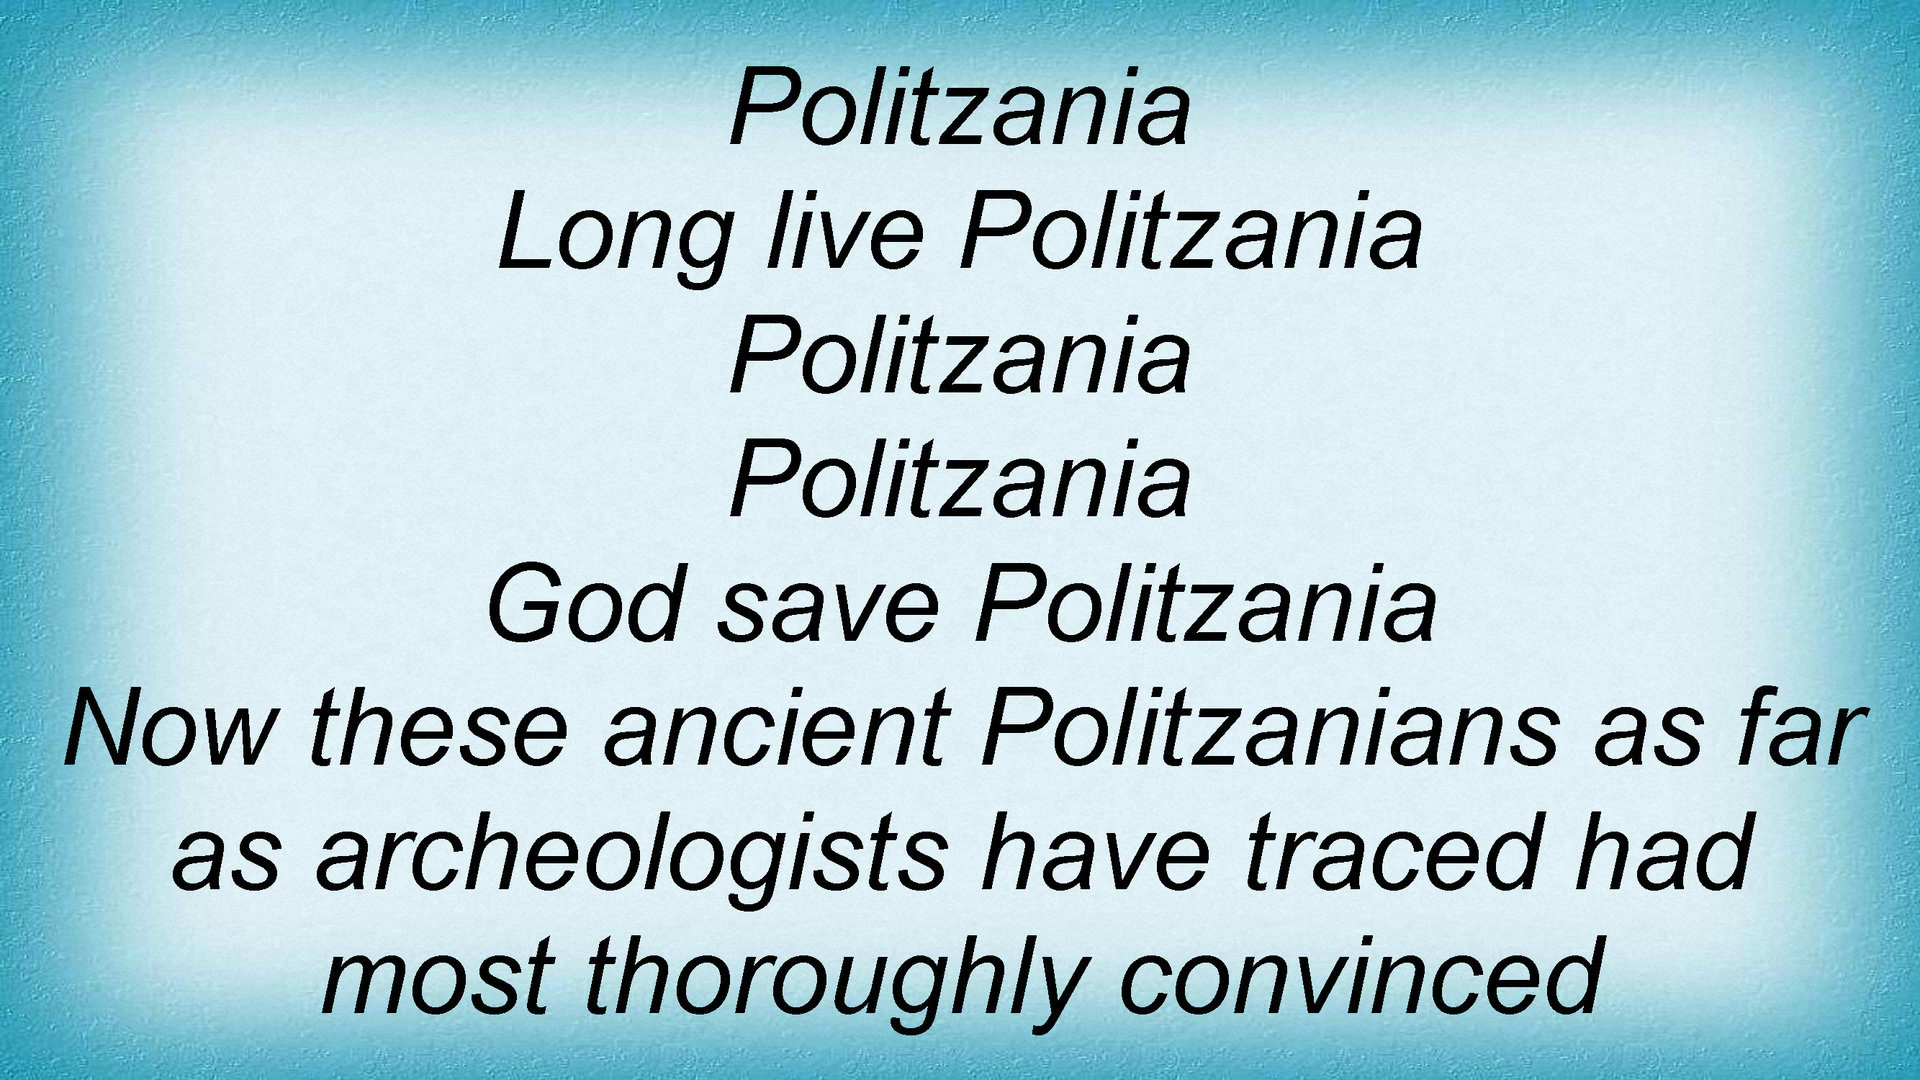 Politzania
Long live Politzania
Politzania
Politzania
God save Politzania
Now these ancient Politzanians as far
as archeologists have traced had
most thoroughly convinced